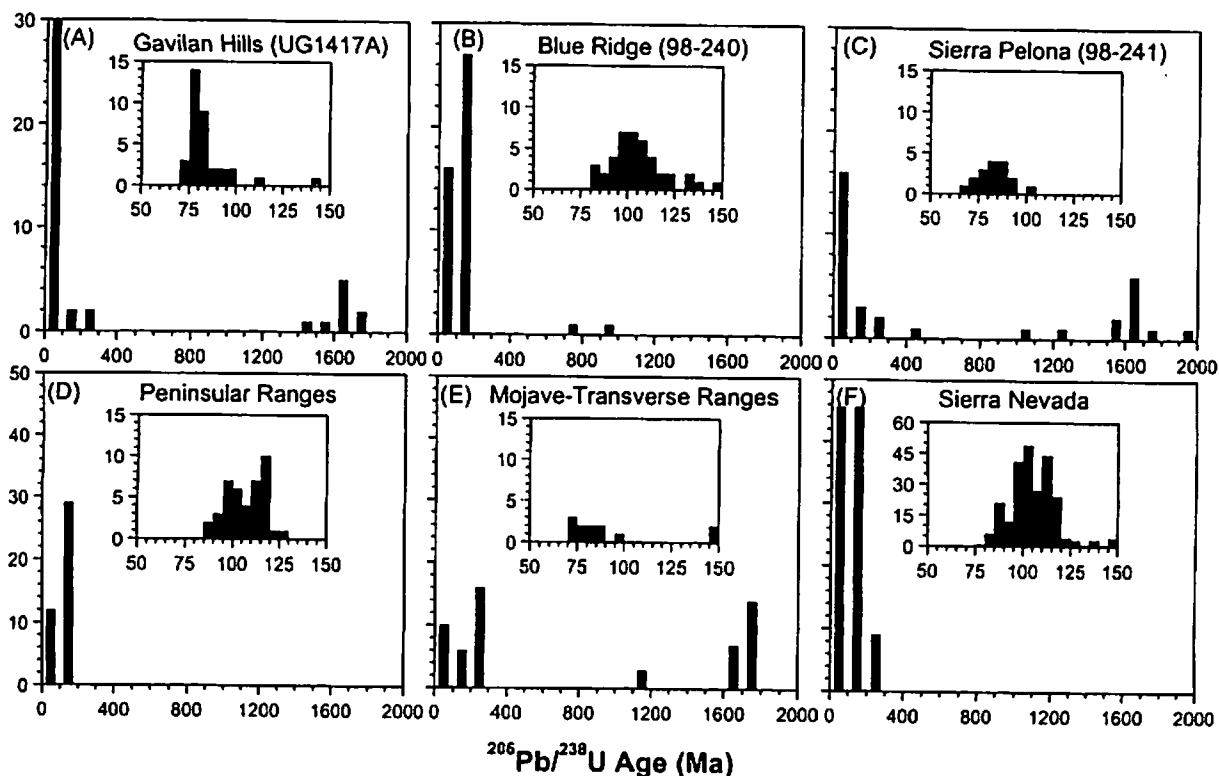 (A) Gavilan Hills (UG1417A)
30
20
10
0
15
10
5
0
50 75 100 125 150
0 400 800 1200 1600 2000
(B) Blue Ridge (98-240)
15
10
5
0
50 75 100 125 150
0 400 800 1200 1600 2000
(C) Sierra Pelona (98-241)
15
10
5
0
50 75 100 125 150
0 400 800 1200 1600 2000
(D) Peninsular Ranges
50
40
30
20
10
0
15
10
5
0
50 75 100 125 150
0 400 800 1200 1600 2000
(E) Mojave-Transverse Ranges
15
10
5
0
50 75 100 125 150
0 400 800 1200 1600 2000
(F) Sierra Nevada
60
45
30
15
0
50 75 100 125 150
0 400 800 1200 1600 2000
²⁰⁶Pb/²³⁸U Age (Ma)